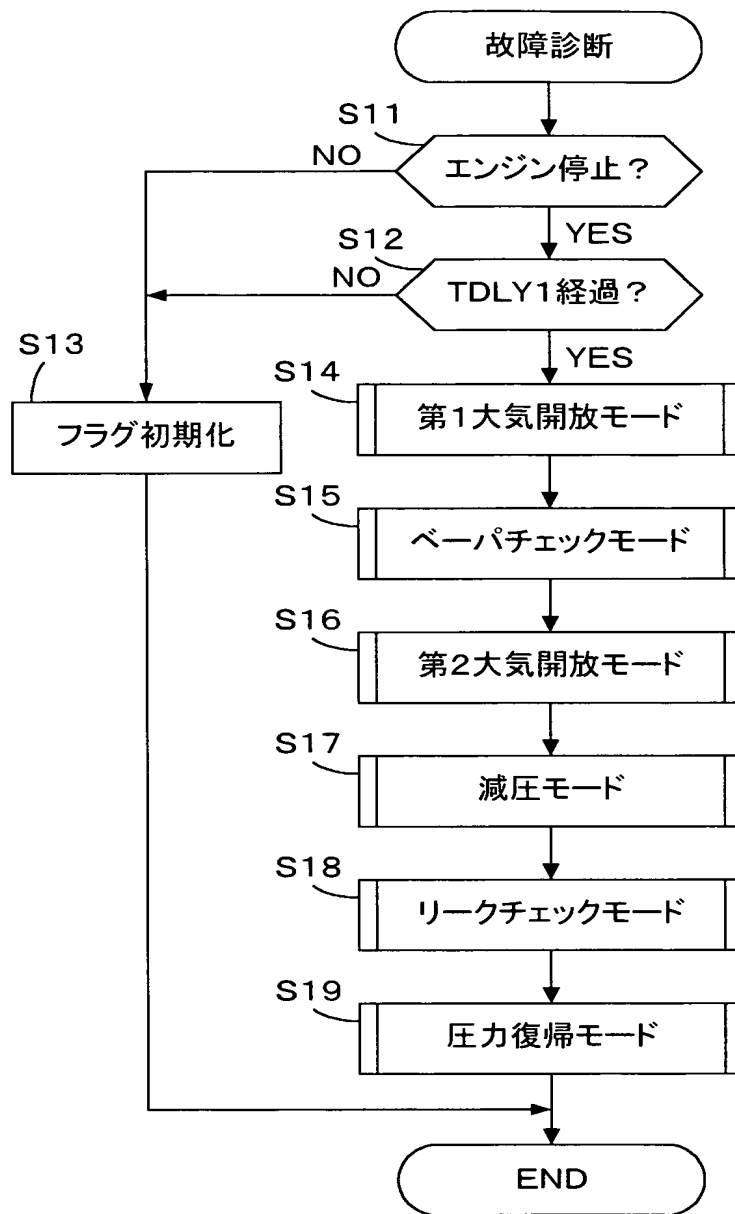 故障診断
S11
NO
エンジン停止？
YES
S12
NO
TDLY1経過？
YES
S13
フラグ初期化
S14
第1大気開放モード
S15
ベーパチェックモード
S16
第2大気開放モード
S17
減圧モード
S18
リークチェックモード
S19
圧力復帰モード
END